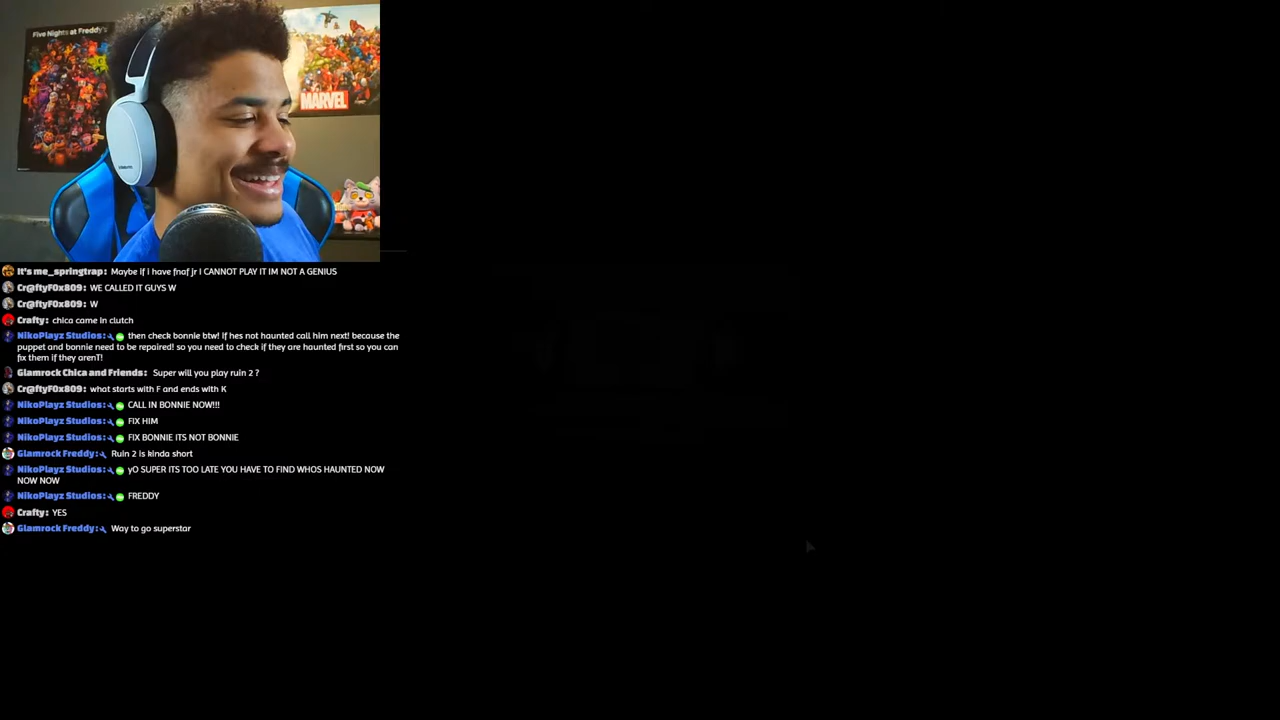 Five Nights at Freddy's
MARVEL
It's me_springtrap: Maybe if i have fnaf jr I CANNOT PLAY IT IM NOT A GENIUS
Cr@ftyF0x809: WE CALLED IT GUYS W
Cr@ftyF0x809: W
Crafty: chica came in clutch
NikoPlayz Studios: then check bonnie btw! if hes not haunted call him next! because the
puppet and bonnie need to be repaired! so you need to check if they are haunted first so you can
fix them if they arenT!
Glamrock Chica and Friends: Super will you play ruin 2 ?
Cr@ftyF0x809: what starts with F and ends with K
NikoPlayz Studios: CALL IN BONNIE NOW!!!
NikoPlayz Studios: FIX HIM
NikoPlayz Studios: FIX BONNIE ITS NOT BONNIE
Glamrock Freddy: Ruin 2 is kinda short
NikoPlayz Studios: yO SUPER ITS TOO LATE YOU HAVE TO FIND WHOS HAUNTED NOW
NOW NOW
NikoPlayz Studios: FREDDY
Crafty: YES
Glamrock Freddy: Way to go superstar